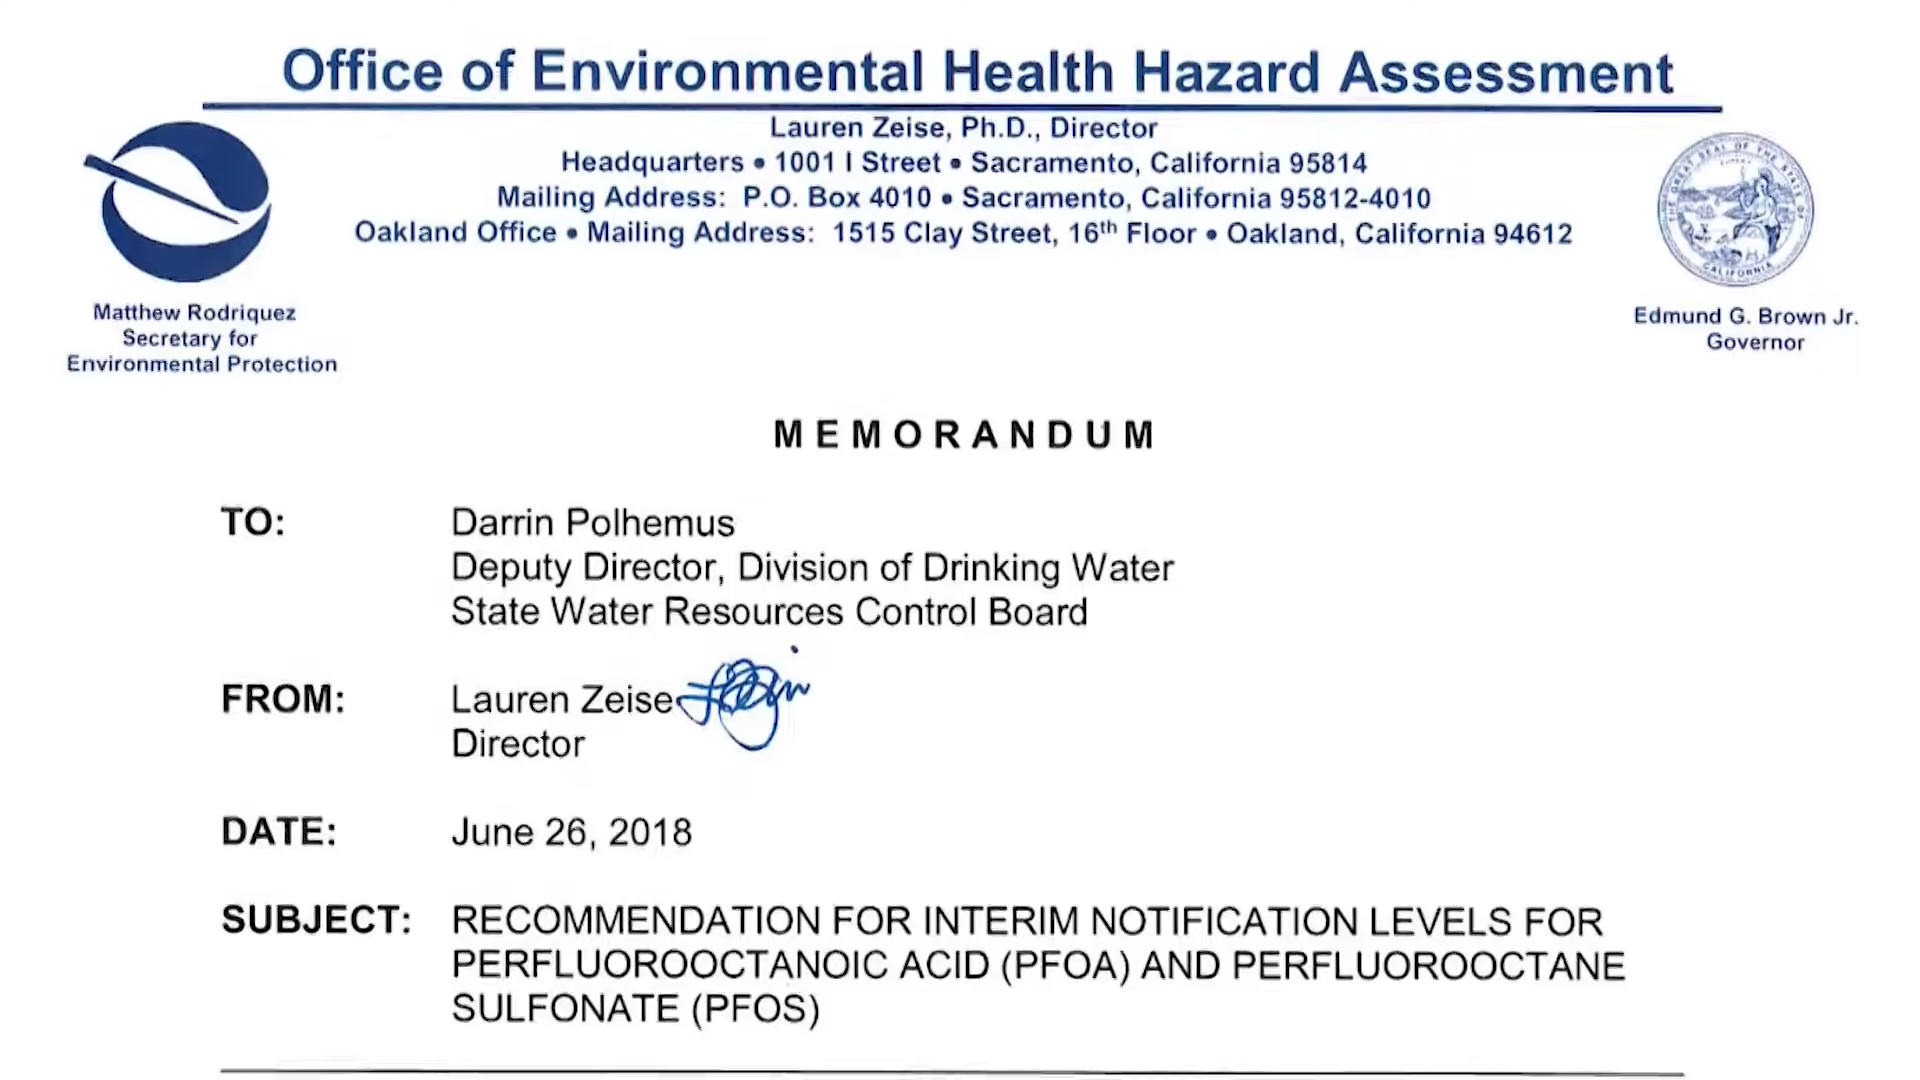 Office of Environmental Health Hazard Assessment
Lauren Zeise, Ph.D., Director
Headquarters • 1001 I Street • Sacramento, California 95814
Mailing Address: P.O. Box 4010 • Sacramento, California 95812-4010
Oakland Office • Mailing Address: 1515 Clay Street, 16th Floor • Oakland, California 94612
Matthew Rodriquez
Secretary for
Environmental Protection
Edmund G. Brown Jr.
Governor
MEMORANDUM
TO: Darrin Polhemus
Deputy Director, Division of Drinking Water
State Water Resources Control Board
FROM: Lauren Zeise
Director
DATE: June 26, 2018
SUBJECT: RECOMMENDATION FOR INTERIM NOTIFICATION LEVELS FOR
PERFLUOROOCTANOIC ACID (PFOA) AND PERFLUOROOCTANE
SULFONATE (PFOS)